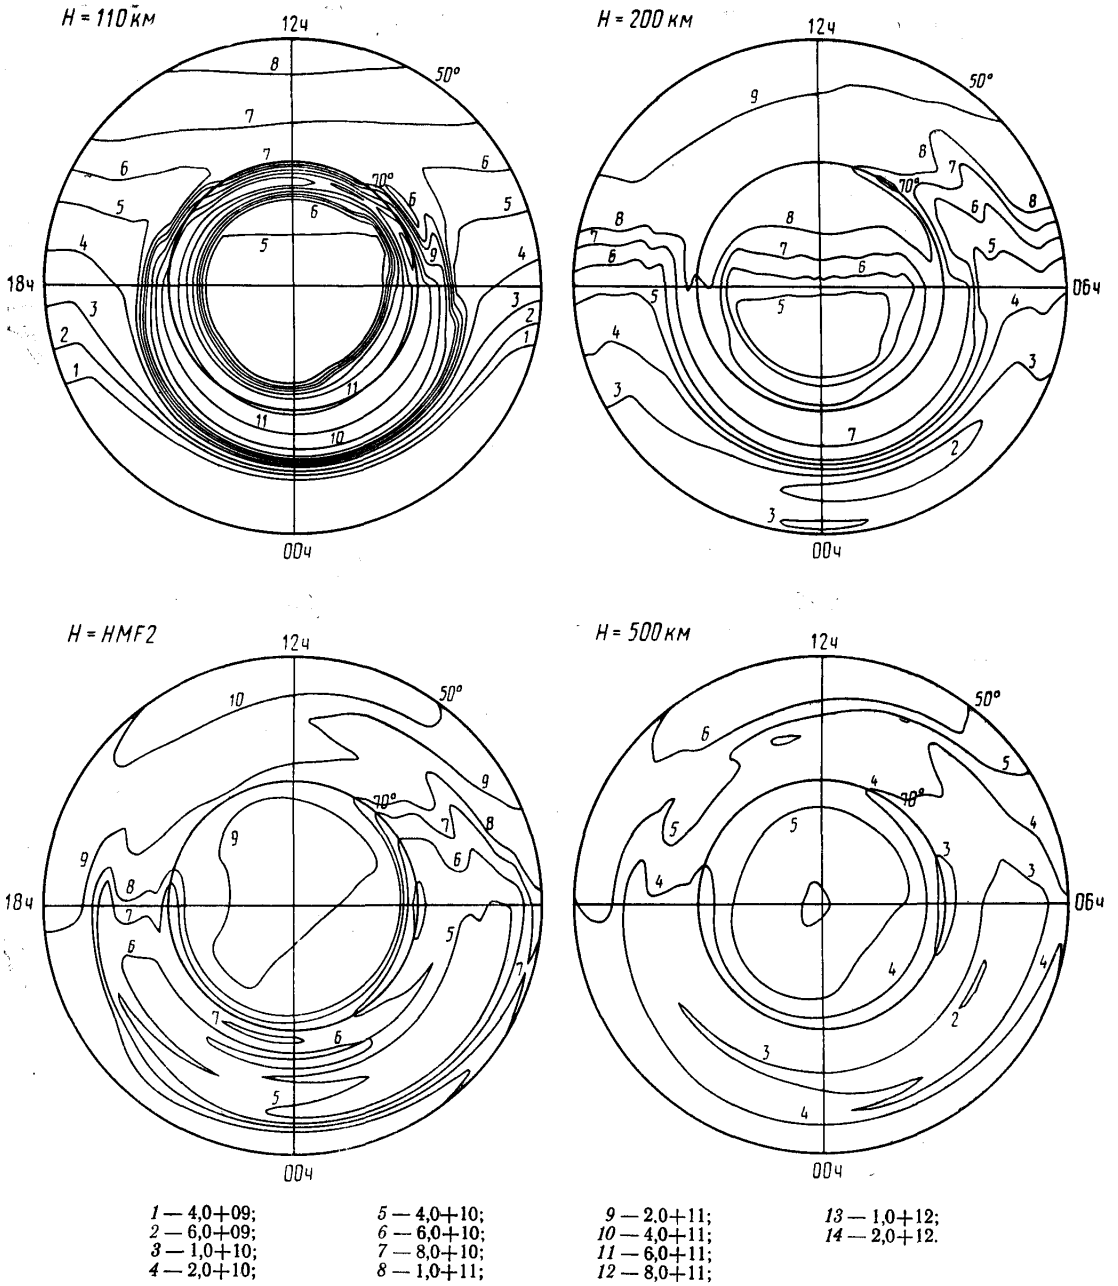 H = 110 км
12ч
50°
8
7
6
5
4
3
2
1
7
70°
6
6
5
9
6
5
4
3
2
1
18ч
11
11
10
00ч
H = 200 км
12ч
50°
9
8
7
70°
8
6
8
7
6
5
8
7
6
5
5
4
06ч
4
3
3
7
2
3
00ч
H = HMF2
12ч
50°
10
9
70°
7
8
9
6
9
8
7
18ч
5
6
7
7
6
5
00ч
H = 500 км
12ч
50°
6
5
4
70°
5
5
4
3
4
3
06ч
4
4
2
3
4
00ч
1 — 4,0+09;
2 — 6,0+09;
3 — 1,0+10;
4 — 2,0+10;
5 — 4,0+10;
6 — 6,0+10;
7 — 8,0+10;
8 — 1,0+11;
9 — 2.0+11;
10 — 4,0+11;
11 — 6,0+11;
12 — 8,0+11;
13 — 1,0+12;
14 — 2,0+12.